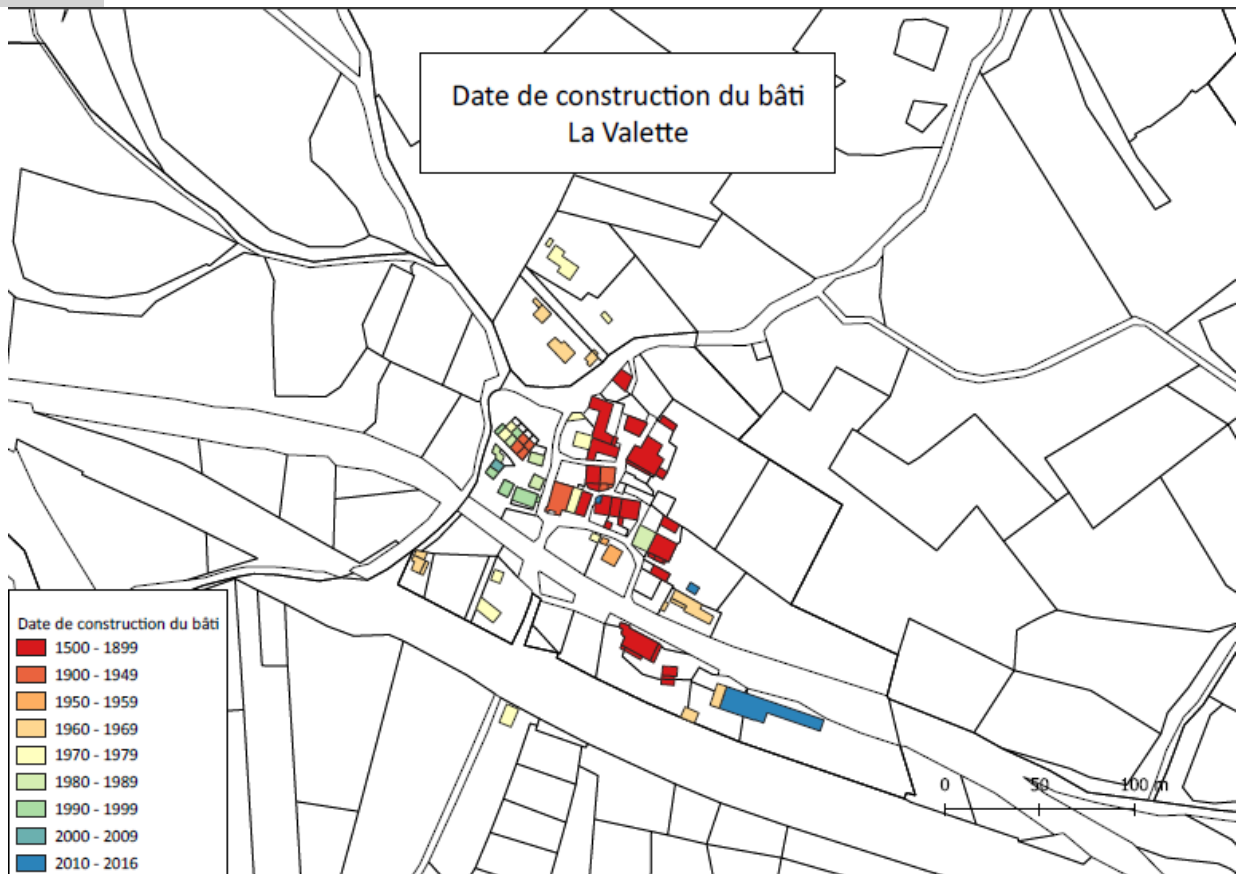 Date de construction du bâti
La Valette
Date de construction du bâti
1500 - 1899
1900 - 1949
1950 - 1959
1960 - 1969
1970 - 1979
1980 - 1989
1990 - 1999
2000 - 2009
2010 - 2016
0 50 100 m